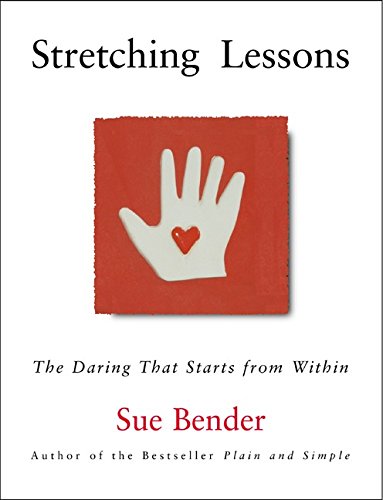 Stretching Lessons
The Daring That Starts from Within
Sue Bender
Author of the Bestseller Plain and Simple